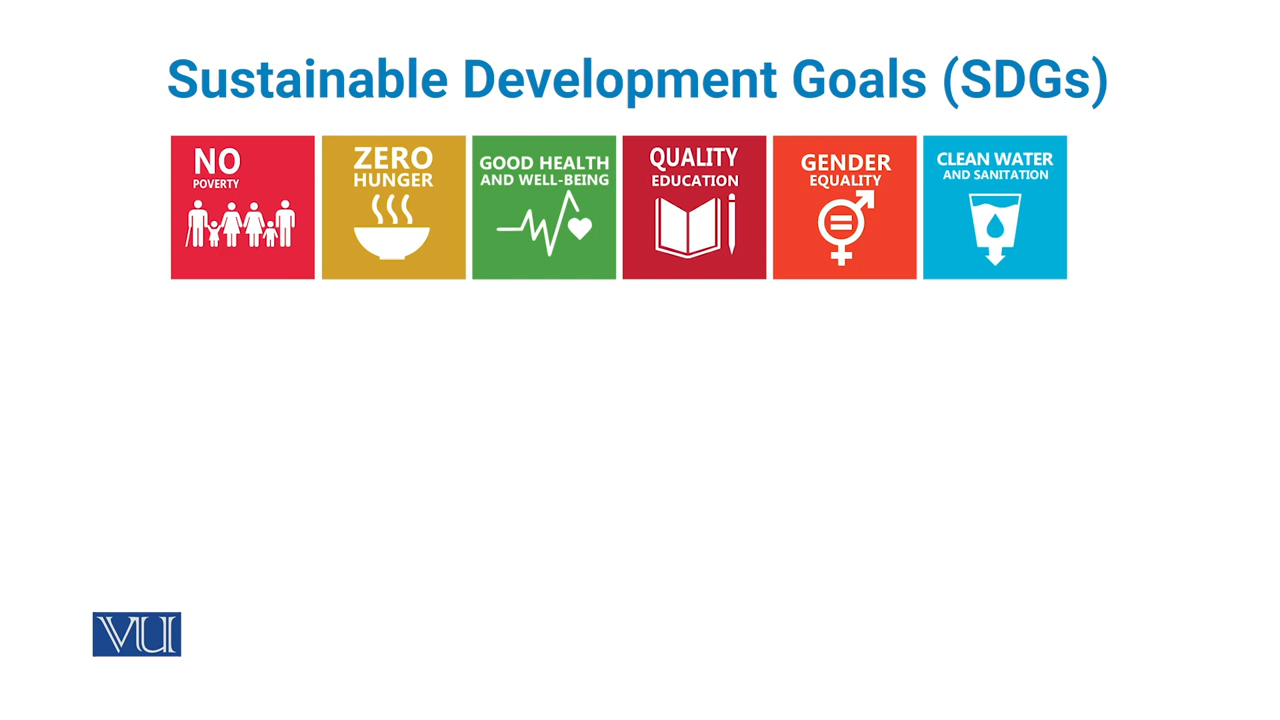 Sustainable Development Goals (SDGs)
NO
POVERTY
ZERO
HUNGER
GOOD HEALTH
AND WELL-BEING
QUALITY
EDUCATION
GENDER
EQUALITY
CLEAN WATER
AND SANITATION
VU